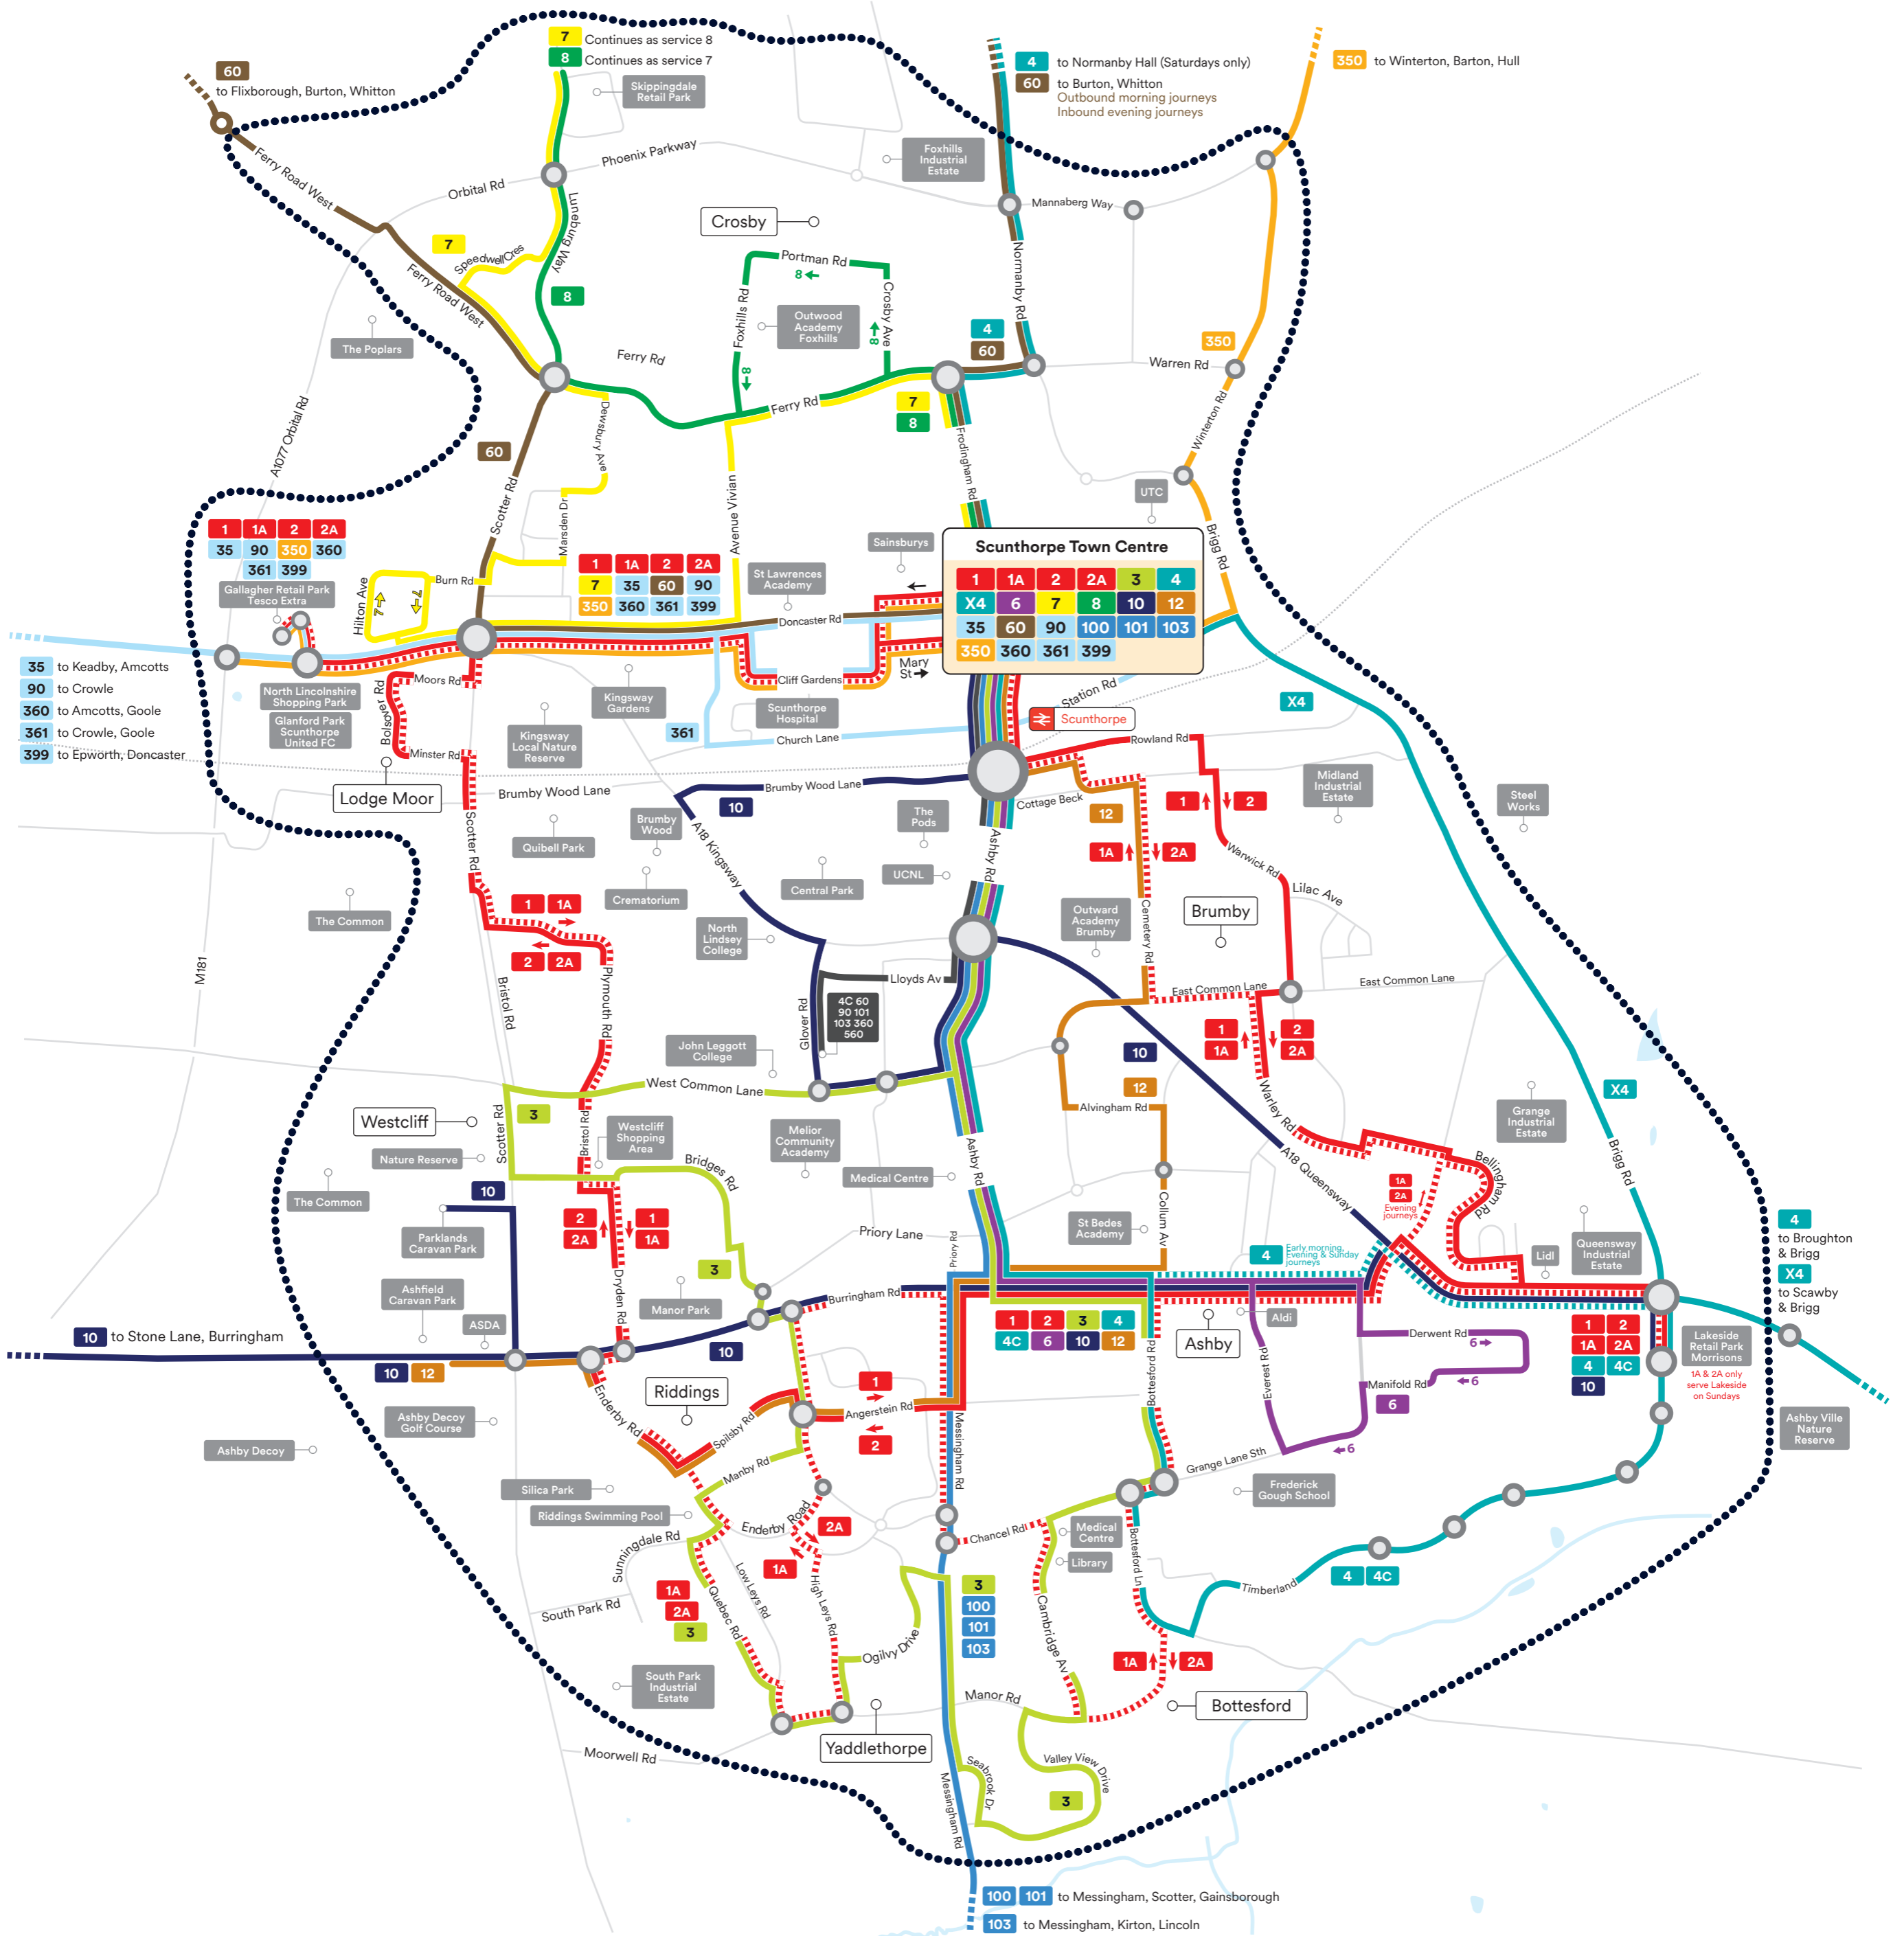 7 Continues as service 8
8 Continues as service 7
60
to Flixborough, Burton, Whitton
4 to Normanby Hall (Saturdays only)
60 to Burton, Whitton
Outbound morning journeys
Inbound evening journeys
350 to Winterton, Barton, Hull
Skippingdale
Retail Park
Phoenix Parkway
Orbital Rd
Ferry Road West
Foxhills
Industrial
Estate
Mannaberg Way
Crosby
Luneburg Way
7
SpeedwellCres
Ferry Road West
8
Portman Rd
8
Foxhills Rd
Outwood
Academy
Foxhills
Crosby Ave
8
8
Normanby Rd
4
60
350
Warren Rd
The Poplars
Ferry Rd
Ferry Rd
7
8
Dewsbury Ave
Frodingham Rd
Winterton Rd
A1077 Orbital Rd
60
Scotter Rd
Marsden Dr
Avenue Vivian
UTC
Brigg Rd
Sainsburys
1 1A 2 2A
35 90 350 360
361 399
Gallagher Retail Park
Tesco Extra
Hilton Ave
7
7
Burn Rd
1 1A 2 2A
7 35 60 90
350 360 361 399
St Lawrences
Academy
Doncaster Rd
Scunthorpe Town Centre
1 1A 2 2A 3 4
X4 6 7 8 10 12
35 60 90 100 101 103
350 360 361 399
Mary
St
35 to Keadby, Amcotts
90 to Crowle
360 to Amcotts, Goole
361 to Crowle, Goole
399 to Epworth, Doncaster
North Lincolnshire
Shopping Park
Glanford Park
Scunthorpe
United FC
Moors Rd
Bolsover Rd
Minster Rd
Lodge Moor
Kingsway
Gardens
Kingsway
Local Nature
Reserve
Cliff Gardens
Scunthorpe
Hospital
361
Church Lane
Station Rd
Scunthorpe
X4
Rowland Rd
Brumby Wood Lane
Brumby Wood Lane
10
Cottage Beck
12
1 2
Midland
Industrial
Estate
Steel
Works
Scotter Rd
Quibell Park
Brumby
Wood
A18 Kingsway
Crematorium
The
Pods
UCNL
Central Park
Ashby Rd
1A 2A
Warwick Rd
Lilac Ave
Brumby
The Common
1 1A
2 2A
North
Lindsey
College
Outward
Academy
Brumby
Cemetery Rd
M181
Bristol Rd
Plymouth Rd
Lloyds Av
Glover Rd
4C 60
90 101
103 360
560
East Common Lane
East Common Lane
1
1A
2
2A
John Leggott
College
West Common Lane
10
12
Alvingham Rd
Warley Rd
X4
Grange
Industrial
Estate
Westcliff
3
Scotter Rd
Nature Reserve
Bristol Rd
Westcliff
Shopping
Area
Melior
Community
Academy
Medical Centre
Bridges Rd
Ashby Rd
A18 Queensway
Brigg Rd
The Common
10
Parklands
Caravan Park
2
2A
1
1A
Priory Lane
Priory Rd
St Bedes
Academy
Collum Av
1A
2A
Evening
journeys
Bellingham Rd
4 Early morning,
Evening & Sunday
journeys
Lidl
Queensway
Industrial
Estate
4
to Broughton
& Brigg
X4
to Scawby
& Brigg
Ashfield
Caravan Park
ASDA
Dryden Rd
Manor Park
3
Burringham Rd
1 2 3 4
4C 6 10 12
Ashby
Aldi
10 to Stone Lane, Burringham
10 12
10
Riddings
Bottesford Rd
Everest Rd
Derwent Rd
6
Manifold Rd
6
6
6
1 2
1A 2A
4 4C
10
Lakeside
Retail Park
Morrisons
1A & 2A only
serve Lakeside
on Sundays
Ashby Decoy
Golf Course
Ashby Decoy
Enderby Rd
Spilsby Rd
1
Angerstein Rd
2
Messingham Rd
Manby Rd
Grange Lane Sth
Frederick
Gough School
Ashby Ville
Nature
Reserve
Silica Park
Riddings Swimming Pool
Enderby Road
2A
1A
Sunningdale Rd
Low Leys Rd
High Leys Rd
Chancel Rd
Medical
Centre
Library
Bottesford Ln
Timberland
4 4C
1A
2A
3
Quebec Rd
South Park Rd
3
100
101
103
Cambridge Av
Ogilvy Drive
1A 2A
South Park
Industrial
Estate
Manor Rd
Bottesford
Yaddlethorpe
Moorwell Rd
Seabrook Dr
Valley View Drive
3
Messingham Rd
100 101 to Messingham, Scotter, Gainsborough
103 to Messingham, Kirton, Lincoln